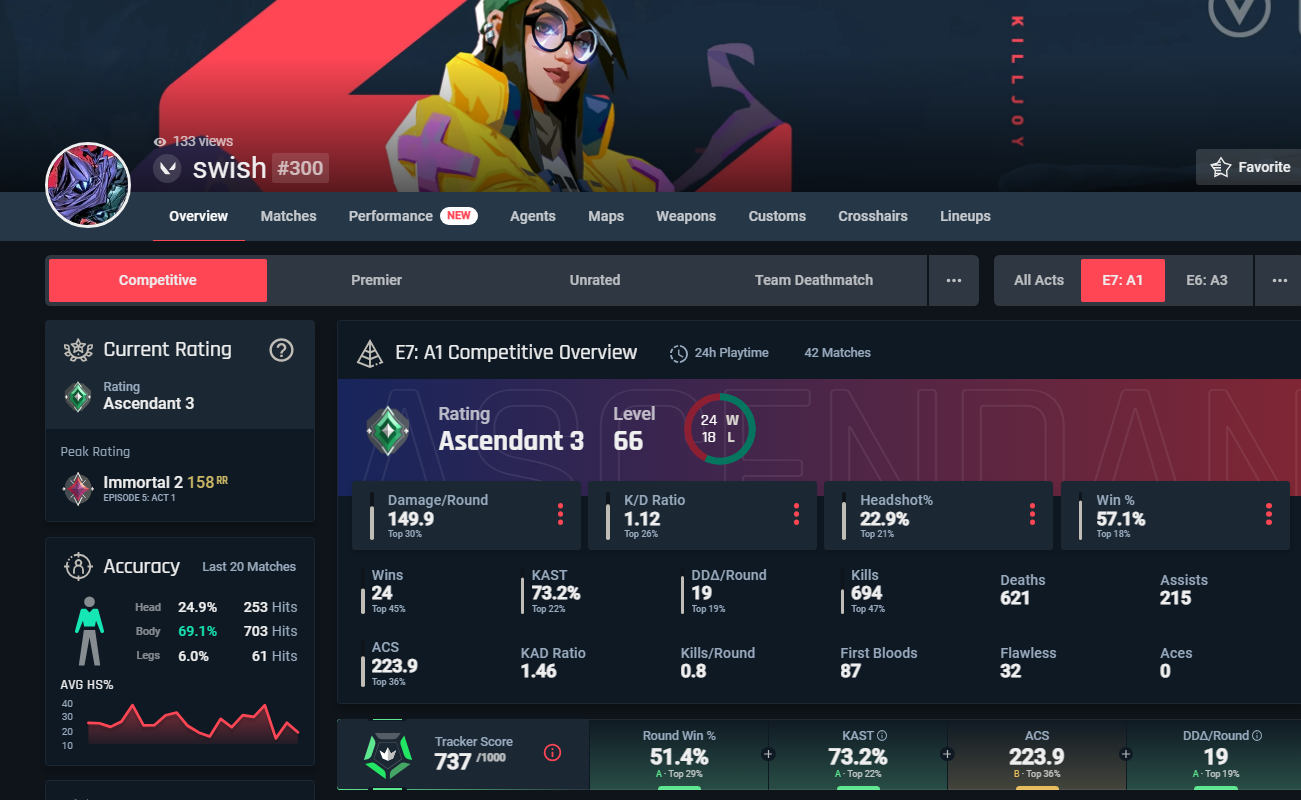 KILLJOY
133 views
swish #300
Favorite
Overview Matches Performance NEW Agents Maps Weapons Customs Crosshairs Lineups
Competitive Premier Unrated Team Deathmatch ... All Acts E7: A1 E6: A3 ...
Current Rating ?
Rating
Ascendant 3
Peak Rating
Immortal 2 158 RR
EPISODE 5: ACT 1
Accuracy Last 20 Matches
Head 24.9% 253 Hits
Body 69.1% 703 Hits
Legs 6.0% 61 Hits
AVG HS%
40
30
20
10
E7: A1 Competitive Overview 24h Playtime 42 Matches
ASCENDAN
Rating Level
Ascendant 3 66
24 W
18 L
Damage/Round K/D Ratio Headshot% Win %
149.9 1.12 22.9% 57.1%
Top 30% Top 26% Top 21% Top 18%
Wins KAST DDΔ/Round Kills Deaths Assists
24 73.2% 19 694 621 215
Top 45% Top 22% Top 19% Top 47%
ACS KAD Ratio Kills/Round First Bloods Flawless Aces
223.9 1.46 0.8 87 32 0
Top 36%
Tracker Score
737 /1000
Round Win % KAST ACS DDΔ/Round
51.4% + 73.2% + 223.9 + 19
A · Top 29% A · Top 22% B · Top 36% A · Top 19%